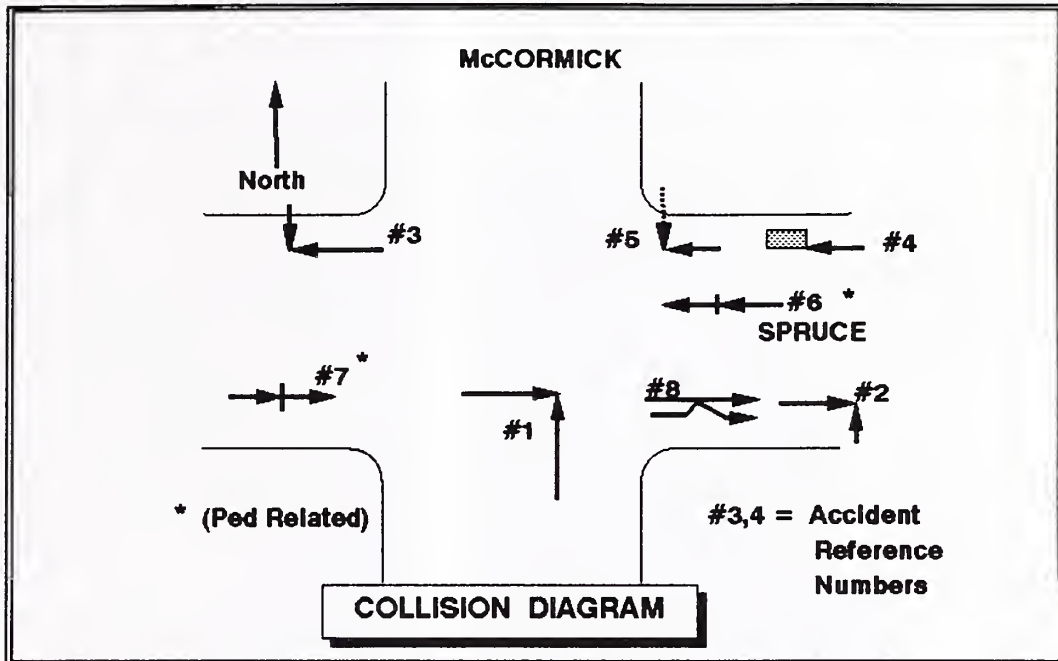 McCORMICK
North
#3
#5
#4
#6 *
SPRUCE
#7 *
#8
#2
#1
* (Ped Related)
#3,4 = Accident
Reference
Numbers
COLLISION DIAGRAM